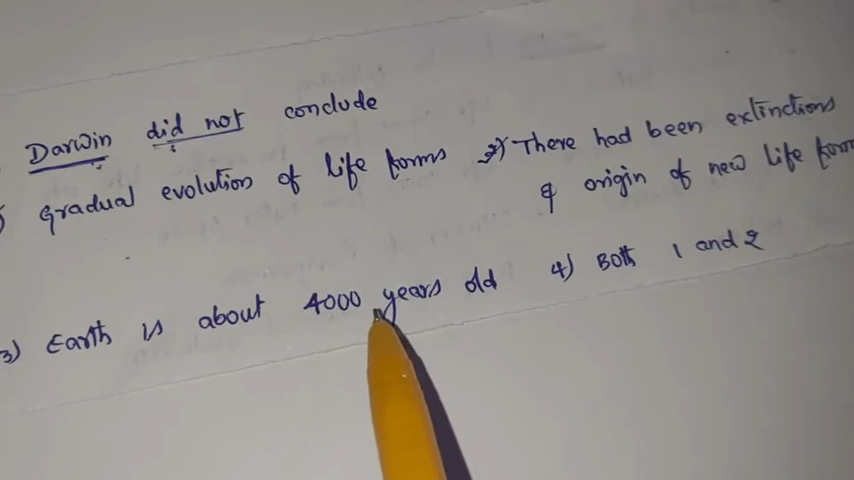 Darwin did not conclude
) Gradual evolution of life forms 2) There had been extinctions
& origin of new life form
3) Earth is about 4000 years old 4) Both 1 and 2